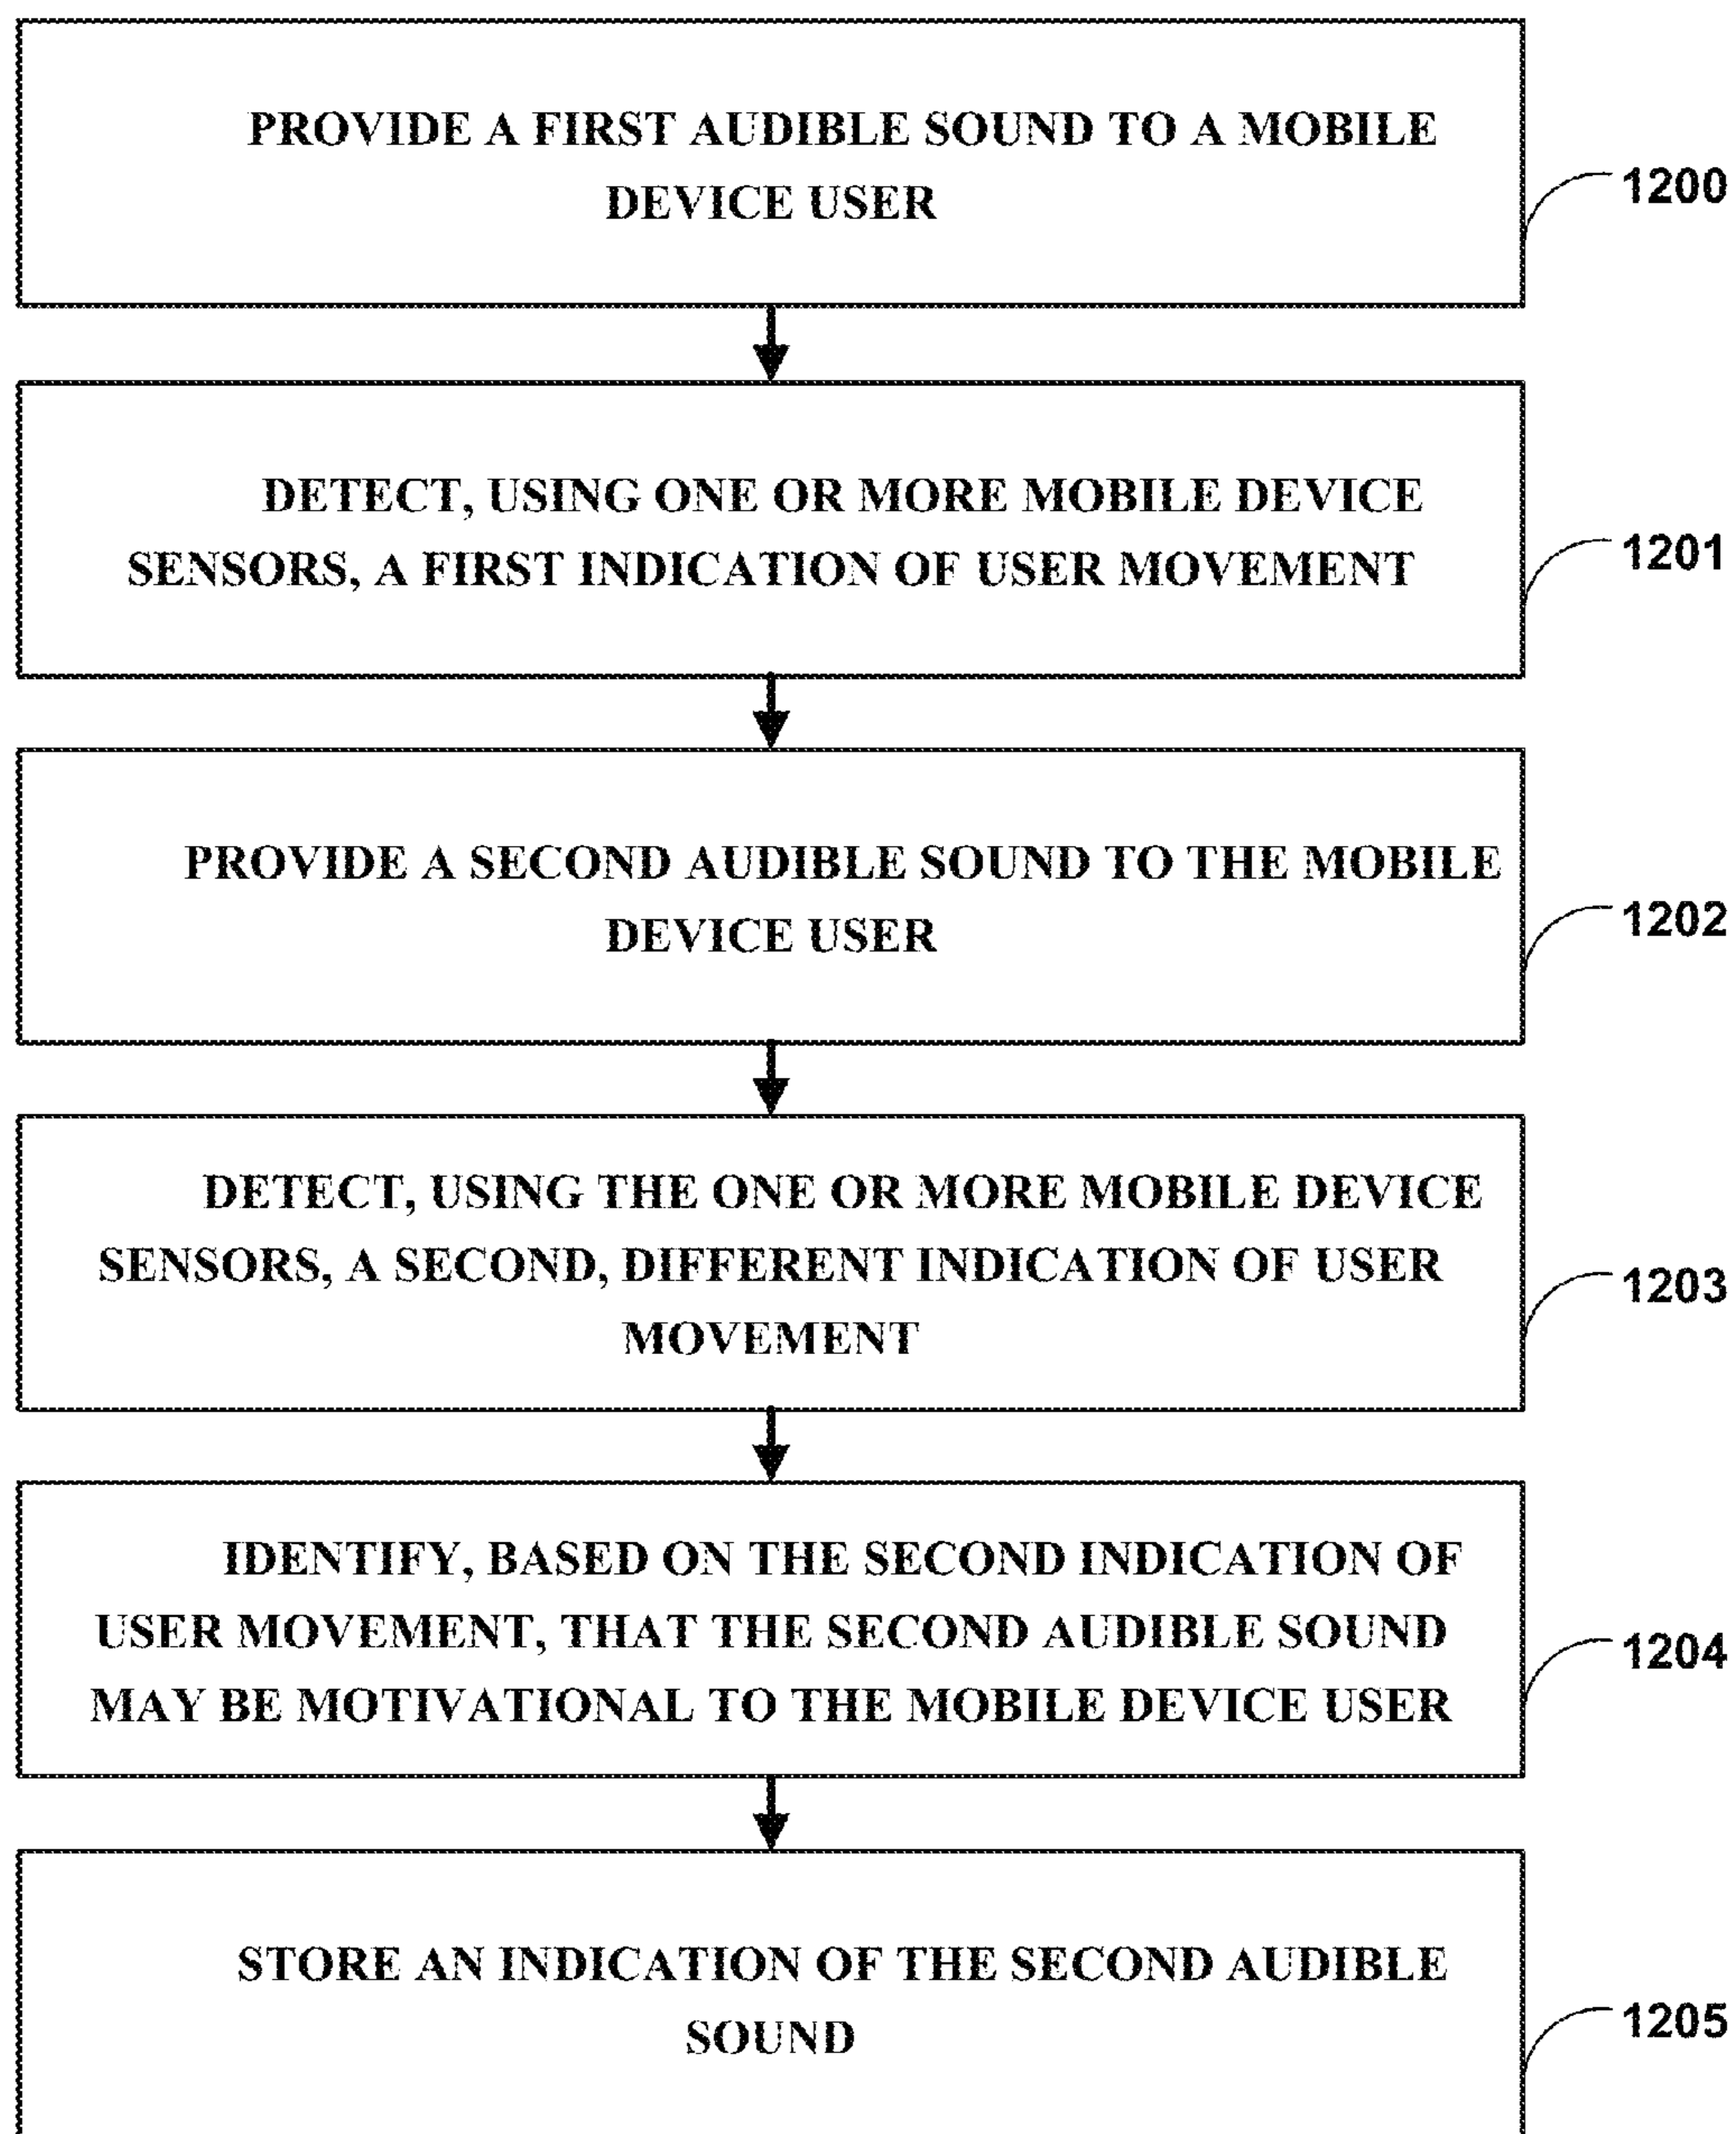 PROVIDE A FIRST AUDIBLE SOUND TO A MOBILE
DEVICE USER
1200
DETECT, USING ONE OR MORE MOBILE DEVICE
SENSORS, A FIRST INDICATION OF USER MOVEMENT
1201
PROVIDE A SECOND AUDIBLE SOUND TO THE MOBILE
DEVICE USER
1202
DETECT, USING THE ONE OR MORE MOBILE DEVICE
SENSORS, A SECOND, DIFFERENT INDICATION OF USER
MOVEMENT
1203
IDENTIFY, BASED ON THE SECOND INDICATION OF
USER MOVEMENT, THAT THE SECOND AUDIBLE SOUND
MAY BE MOTIVATIONAL TO THE MOBILE DEVICE USER
1204
STORE AN INDICATION OF THE SECOND AUDIBLE
SOUND
1205